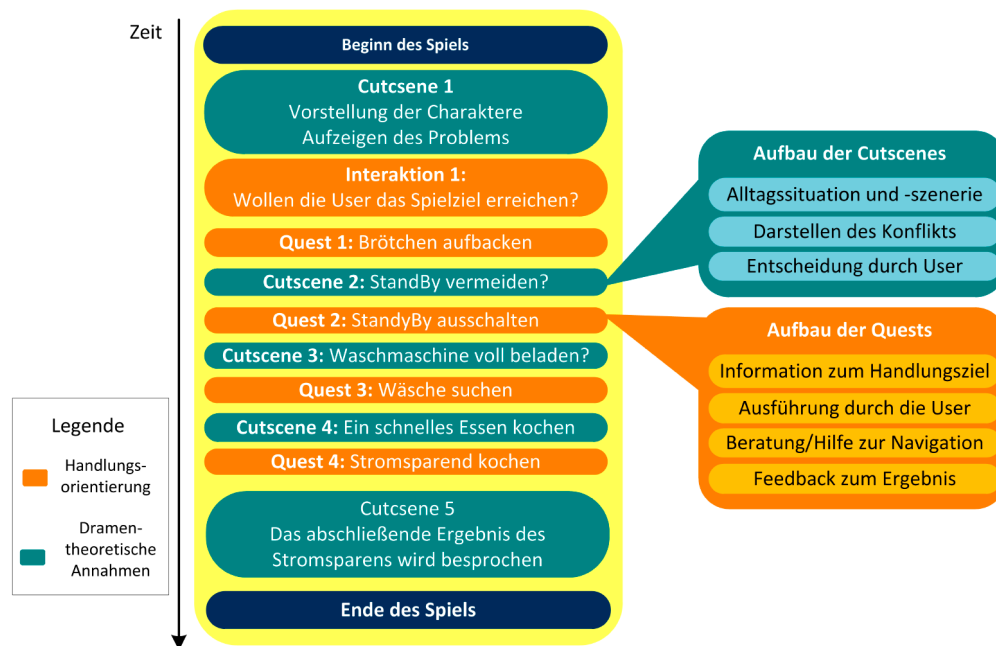 Zeit
Beginn des Spiels
Cutcsene 1
Vorstellung der Charaktere
Aufzeigen des Problems
Interaktion 1:
Wollen die User das Spielziel erreichen?
Quest 1: Brötchen aufbacken
Cutscene 2: StandBy vermeiden?
Quest 2: StandyBy ausschalten
Cutscene 3: Waschmaschine voll beladen?
Quest 3: Wäsche suchen
Cutscene 4: Ein schnelles Essen kochen
Quest 4: Stromsparend kochen
Cutcsene 5
Das abschließende Ergebnis des
Stromsparens wird besprochen
Ende des Spiels
Aufbau der Cutscenes
Alltagssituation und -szenerie
Darstellen des Konflikts
Entscheidung durch User
Aufbau der Quests
Information zum Handlungsziel
Ausführung durch die User
Beratung/Hilfe zur Navigation
Feedback zum Ergebnis
Legende
Handlungs-
orientierung
Dramen-
theoretische
Annahmen